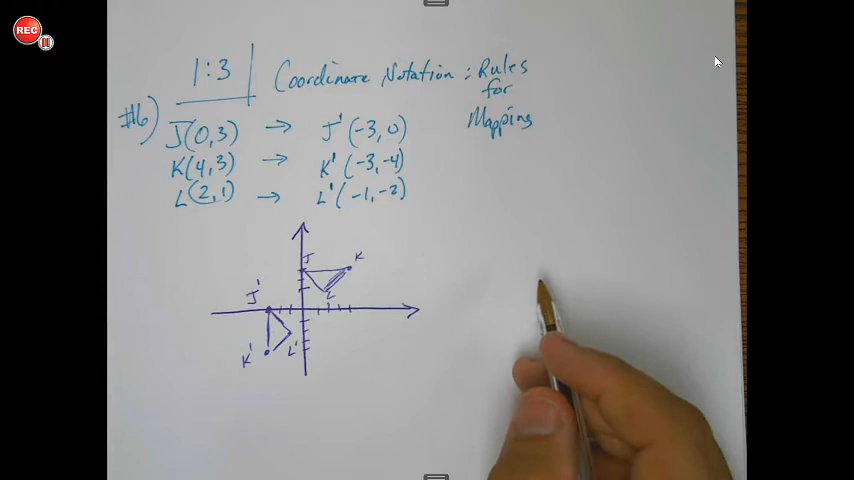 REC
1:3 Coordinate Notation : Rules
for
Mapping
#6)
J(0,3) → J'(-3,0)
K(4,3) → K'(-3,-4)
L(2,1) → L'(-1,-2)
J K
L
J'
K' L'